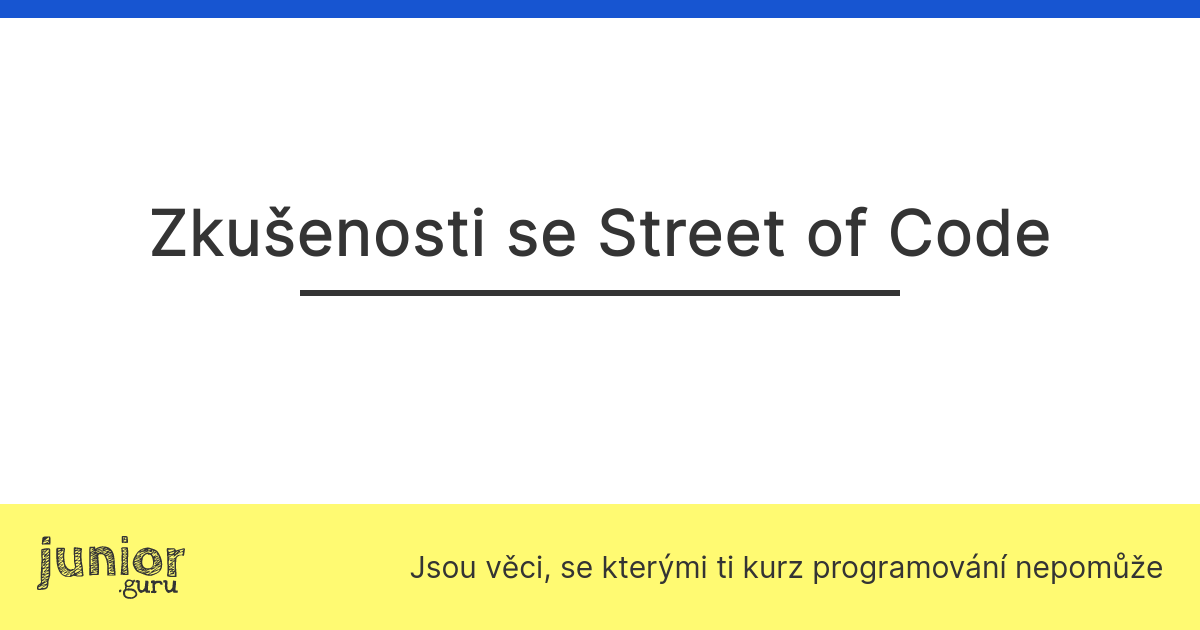 Zkušenosti se Street of Code
junior
.guru
Jsou věci, se kterými ti kurz programování nepomůže